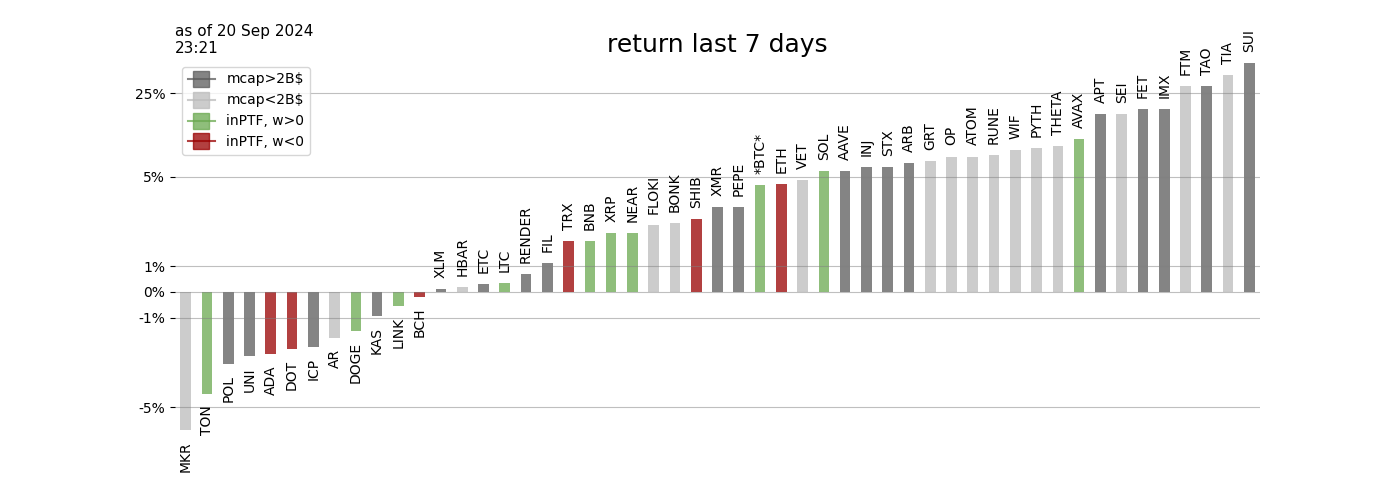 as of 20 Sep 2024
23:21
return last 7 days
mcap>2B$
mcap<2B$
inPTF, w>0
inPTF, w<0
25%
5%
1%
0%
-1%
-5%
MKR
TON
POL
UNI
ADA
DOT
ICP
AR
DOGE
KAS
LINK
BCH
XLM
HBAR
ETC
LTC
RENDER
FIL
TRX
BNB
XRP
NEAR
FLOKI
BONK
SHIB
XMR
PEPE
*BTC*
ETH
VET
SOL
AAVE
INJ
STX
ARB
GRT
OP
ATOM
RUNE
WIF
PYTH
THETA
AVAX
APT
SEI
FET
IMX
FTM
TAO
TIA
SUI